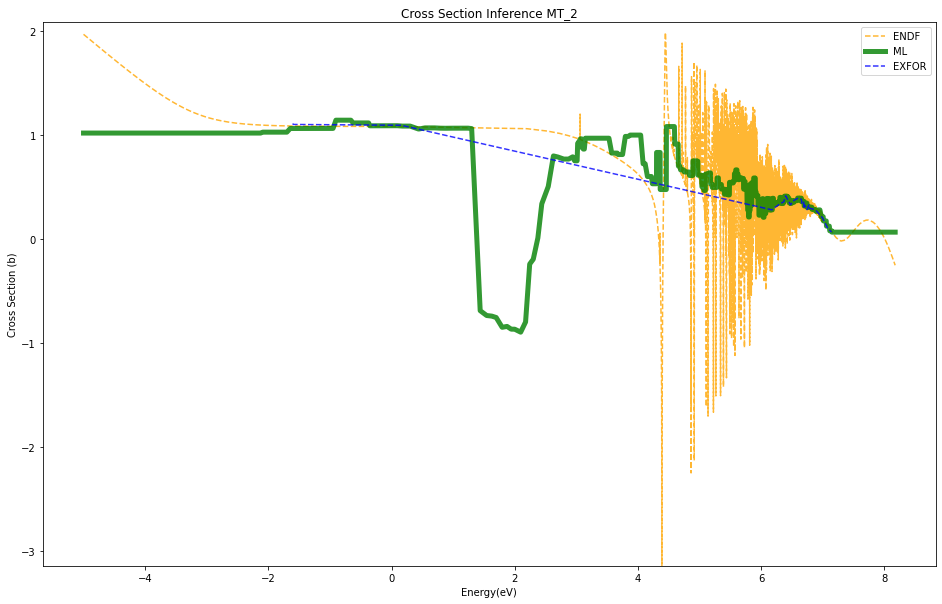 Cross Section Inference MT_2
ENDF
ML
EXFOR
Cross Section (b)
2
1
0
−1
−2
−3
−4
−2
0
2
4
6
8
Energy(eV)